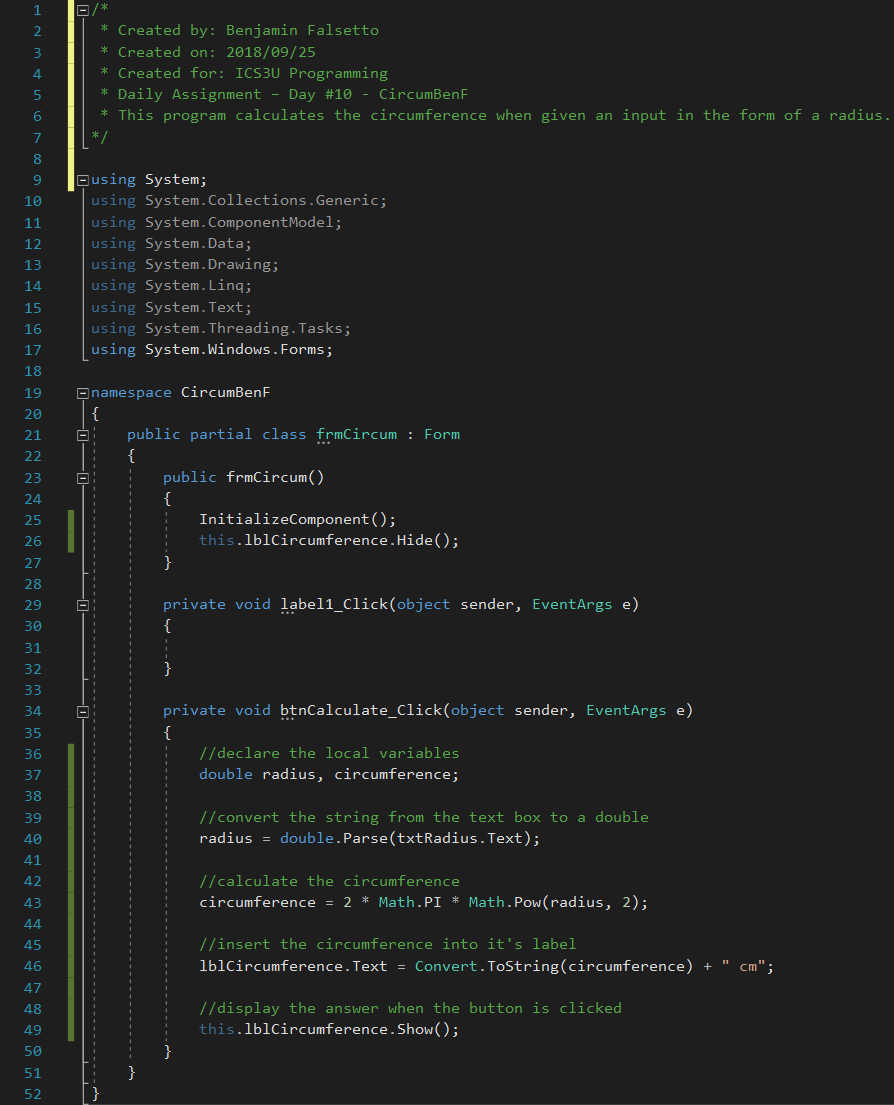 1 /*
2 * Created by: Benjamin Falsetto
3 * Created on: 2018/09/25
4 * Created for: ICS3U Programming
5 * Daily Assignment – Day #10 - CircumBenF
6 * This program calculates the circumference when given an input in the form of a radius.
7 */
8
9 using System;
10 using System.Collections.Generic;
11 using System.ComponentModel;
12 using System.Data;
13 using System.Drawing;
14 using System.Linq;
15 using System.Text;
16 using System.Threading.Tasks;
17 using System.Windows.Forms;
18
19 namespace CircumBenF
20 {
21 public partial class frmCircum : Form
22 {
23 public frmCircum()
24 {
25 InitializeComponent();
26 this.lblCircumference.Hide();
27 }
28
29 private void label1_Click(object sender, EventArgs e)
30 {
31
32 }
33
34 private void btnCalculate_Click(object sender, EventArgs e)
35 {
36 //declare the local variables
37 double radius, circumference;
38
39 //convert the string from the text box to a double
40 radius = double.Parse(txtRadius.Text);
41
42 //calculate the circumference
43 circumference = 2 * Math.PI * Math.Pow(radius, 2);
44
45 //insert the circumference into it's label
46 lblCircumference.Text = Convert.ToString(circumference) + " cm";
47
48 //display the answer when the button is clicked
49 this.lblCircumference.Show();
50 }
51 }
52 }